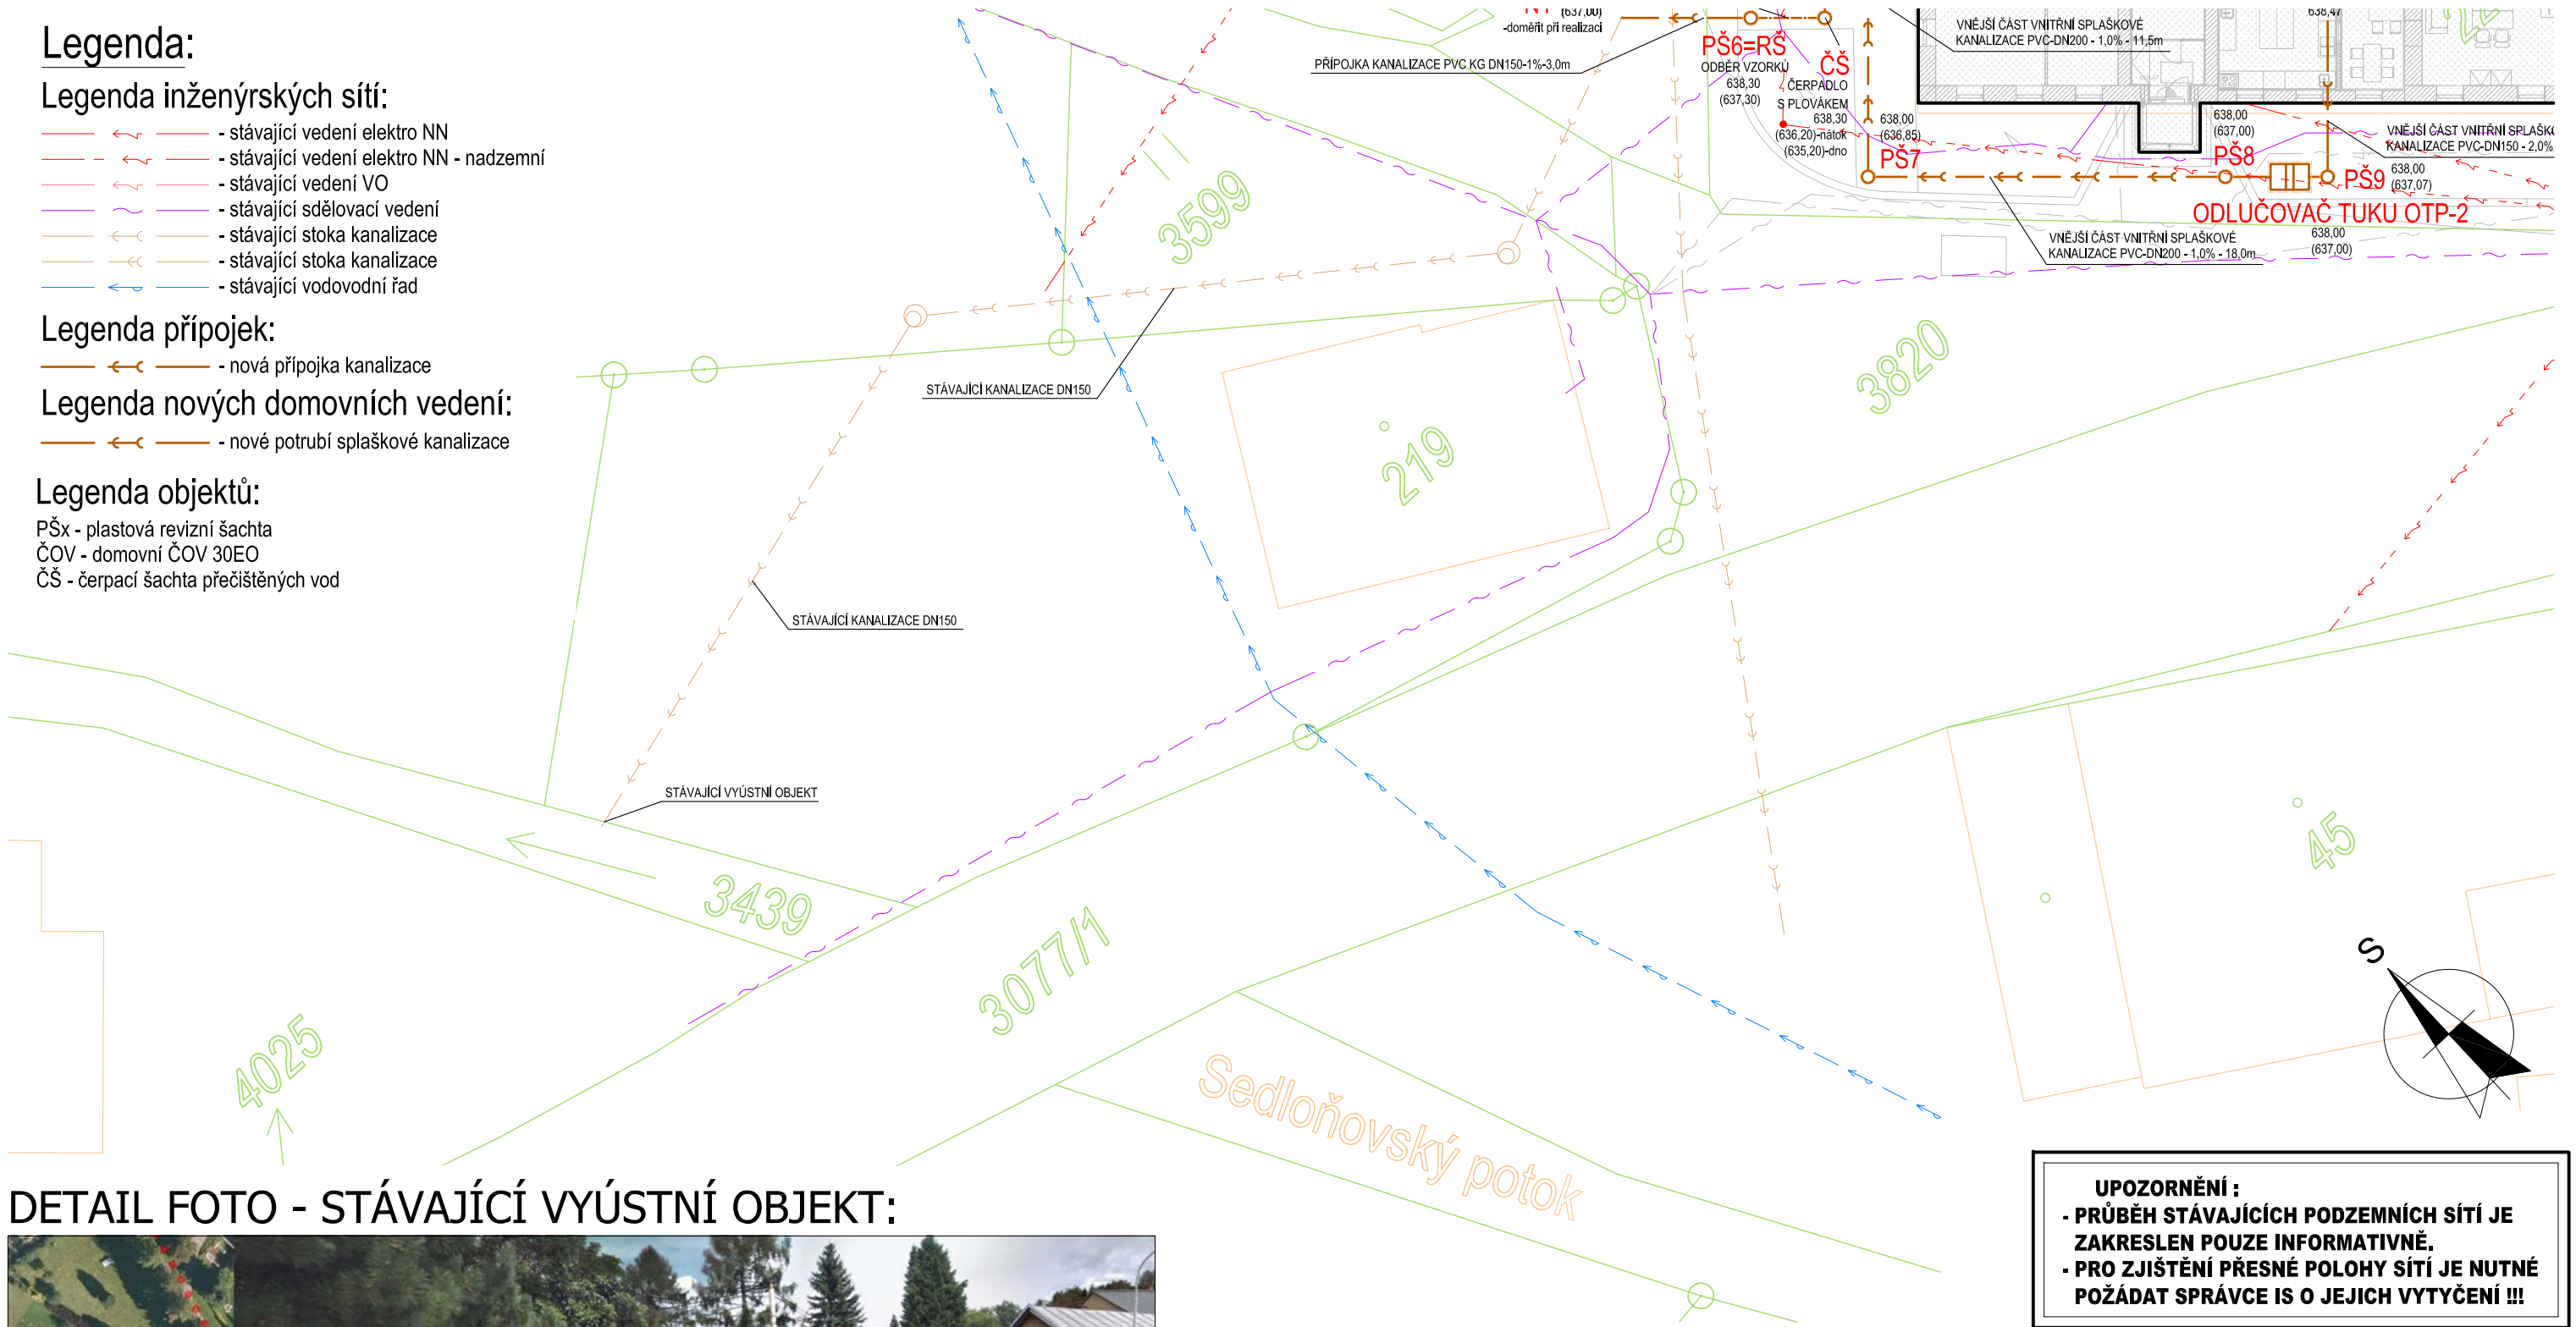 Legenda:
Legenda inženýrských sítí:
- stávající vedení elektro NN
- stávající vedení elektro NN - nadzemní
- stávající vedení VO
- stávající sdělovací vedení
- stávající stoka kanalizace
- stávající stoka kanalizace
- stávající vodovodní řad
Legenda přípojek:
- nová přípojka kanalizace
Legenda nových domovních vedení:
- nové potrubí splaškové kanalizace
Legenda objektů:
PŠx - plastová revizní šachta
ČOV - domovní ČOV 30EO
ČŠ - čerpací šachta přečištěných vod
(637,00)
-doměřit při realizaci
PŘÍPOJKA KANALIZACE PVC KG DN150-1%-3,0m
PŠ6=RŠ
ODBĚR VZORKŮ
638,30
(637,30)
ČŠ
ČERPADLO
S PLOVÁKEM
638,30
(636,20)-nátok
(635,20)-dno
638,00
(636,85)
PŠ7
VNĚJŠÍ ČÁST VNITŘNÍ SPLAŠKOVÉ
KANALIZACE PVC-DN200 - 1,0% - 11,5m
638,47
638,00
(637,00)
PŠ8
VNĚJŠÍ ČÁST VNITŘNÍ SPLAŠKO
KANALIZACE PVC-DN150 - 2,0%
PŠ9
638,00
(637,07)
ODLUČOVAČ TUKU OTP-2
638,00
(637,00)
VNĚJŠÍ ČÁST VNITŘNÍ SPLAŠKOVÉ
KANALIZACE PVC-DN200 - 1,0% - 18,0m
3599
STÁVAJÍCÍ KANALIZACE DN150
219
3820
STÁVAJÍCÍ KANALIZACE DN150
STÁVAJÍCÍ VYÚSTNÍ OBJEKT
3439
3077/1
4025
45
Sedloňovský potok
S
DETAIL FOTO - STÁVAJÍCÍ VYÚSTNÍ OBJEKT:
UPOZORNĚNÍ :
- PRŮBĚH STÁVAJÍCÍCH PODZEMNÍCH SÍTÍ JE
ZAKRESLEN POUZE INFORMATIVNĚ.
- PRO ZJIŠTĚNÍ PŘESNÉ POLOHY SÍTÍ JE NUTNÉ
POŽÁDAT SPRÁVCE IS O JEJICH VYTYČENÍ !!!